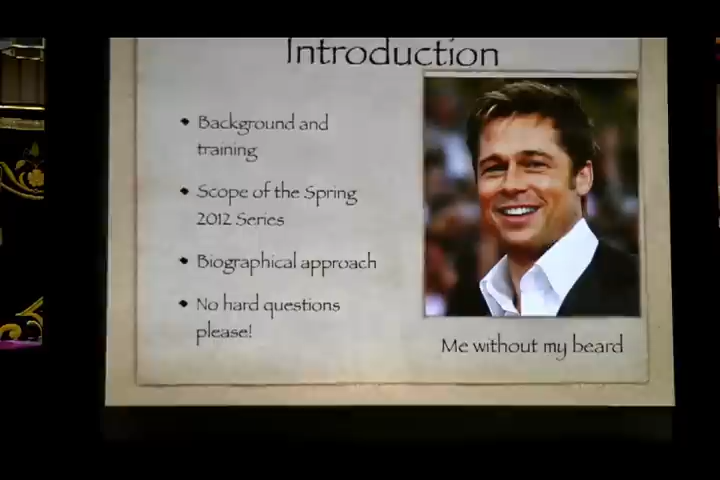 Introduction
Background and
training
Scope of the Spring
2012 Series
Biographical approach
No hard questions
please!
Me without my beard